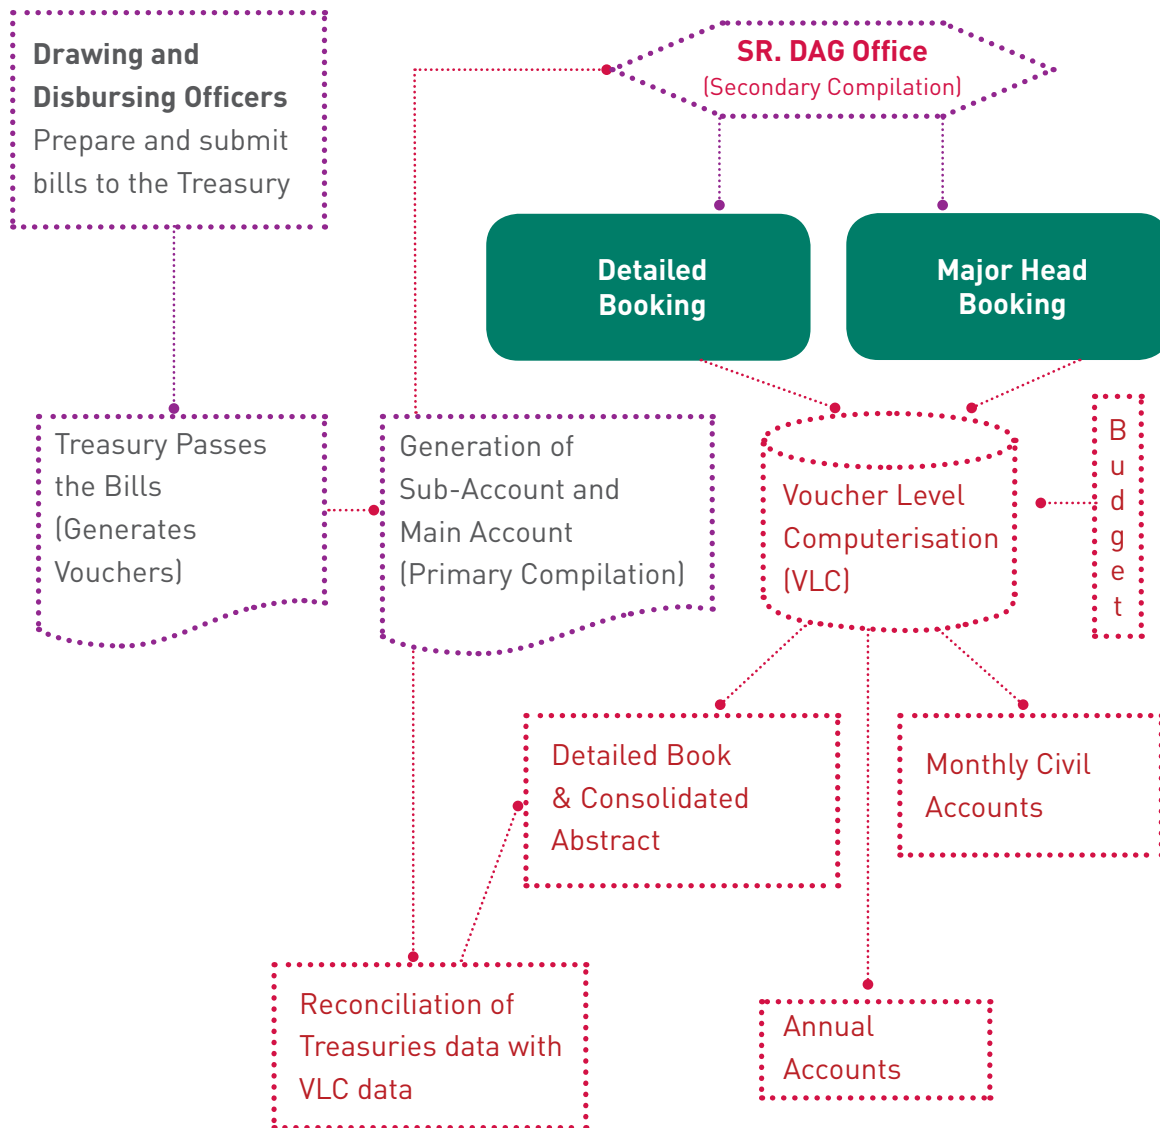 Drawing and
Disbursing Officers
Prepare and submit
bills to the Treasury
SR. DAG Office
(Secondary Compilation)
Detailed
Booking
Major Head
Booking
Treasury Passes
the Bills
(Generates
Vouchers)
Generation of
Sub-Account and
Main Account
(Primary Compilation)
Voucher Level
Computerisation
(VLC)
B
u
d
g
e
t
Detailed Book
& Consolidated
Abstract
Monthly Civil
Accounts
Reconciliation of
Treasuries data with
VLC data
Annual
Accounts